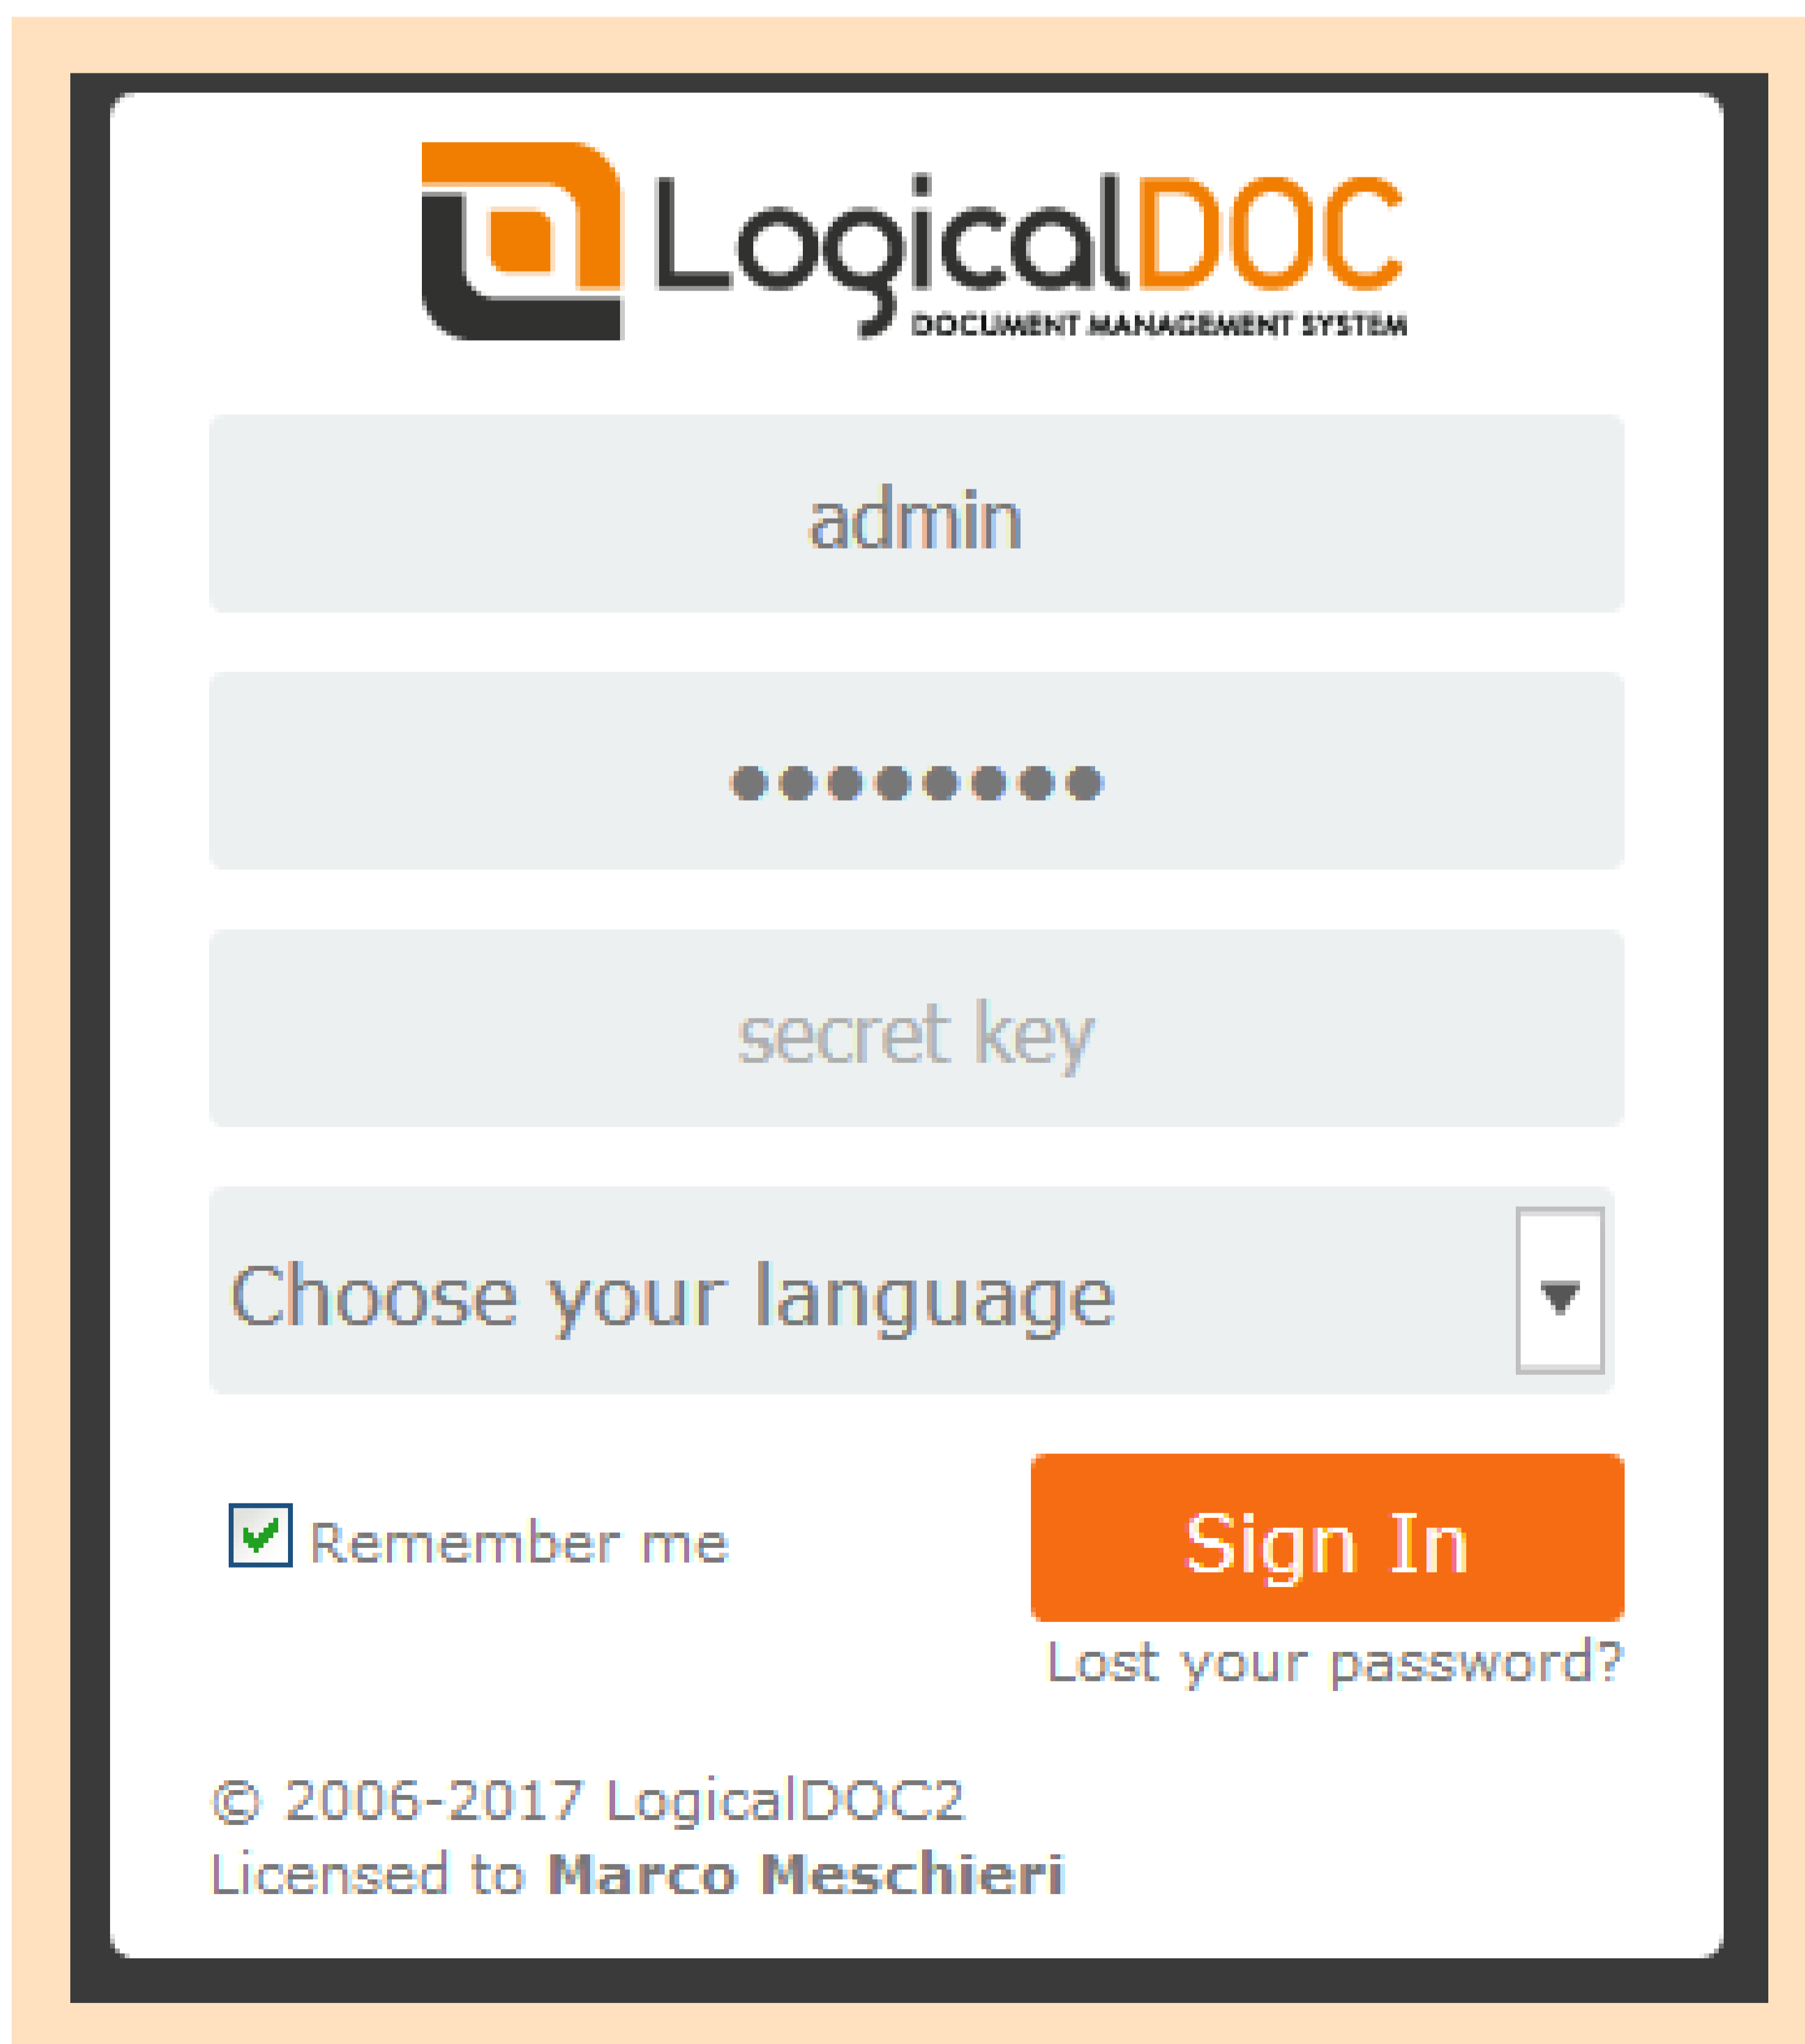 LogicalDOC
DOCUMENT MANAGEMENT SYSTEM
admin
••••••••
secret key
Choose your language
Remember me
Sign In
Lost your password?
© 2006-2017 LogicalDOC2
Licensed to Marco Meschieri